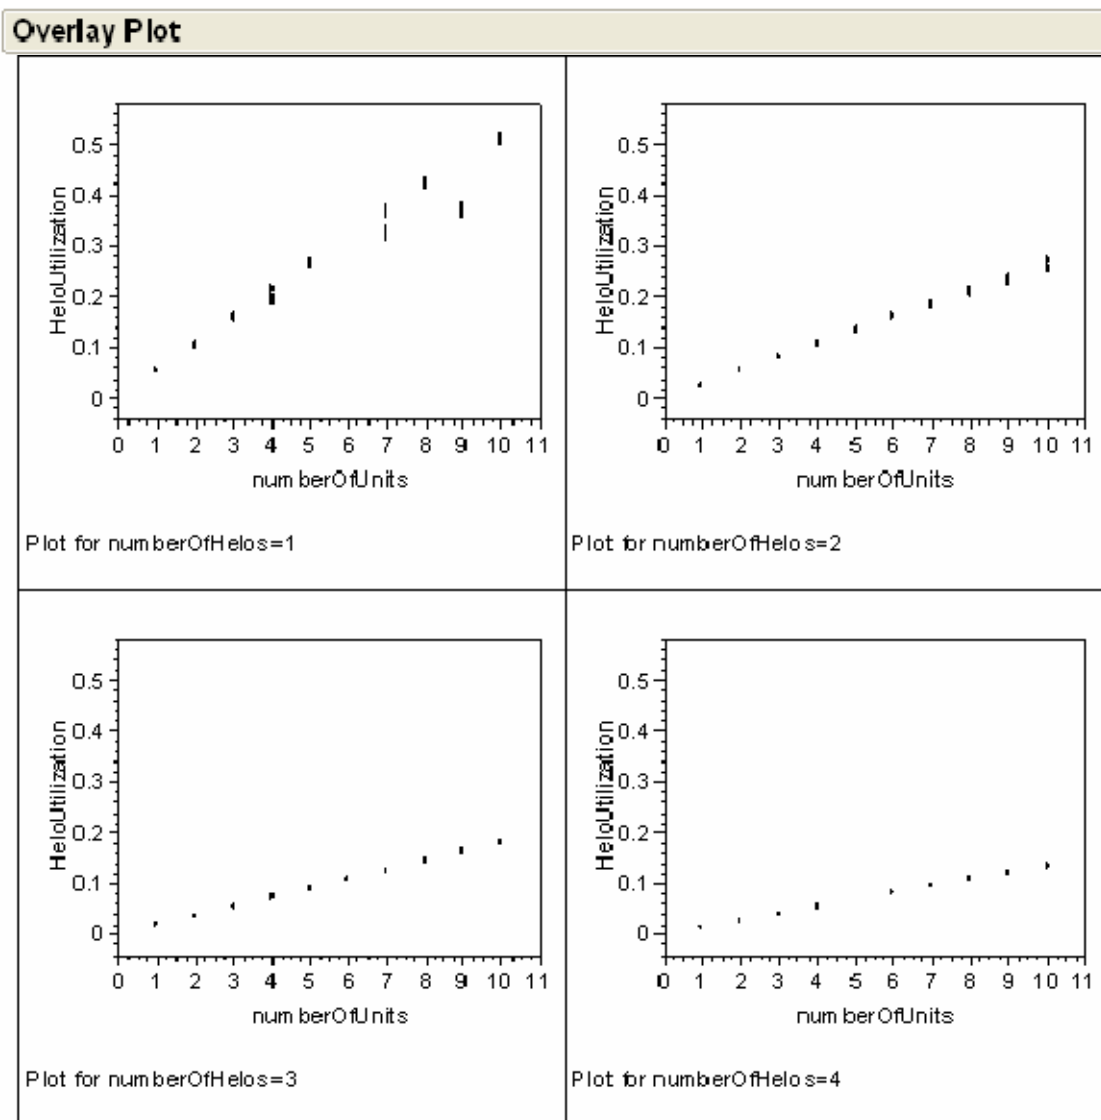 Overlay Plot
HeloUtilization
0.5
0.4
0.3
0.2
0.1
0
0 1 2 3 4 5 6 7 8 9 10 11
numberOfUnits
Plot for numberOfHelos=1
HeloUtilization
0.5
0.4
0.3
0.2
0.1
0
0 1 2 3 4 5 6 7 8 9 10 11
numberOfUnits
Plot for numberOfHelos=2
HeloUtilization
0.5
0.4
0.3
0.2
0.1
0
0 1 2 3 4 5 6 7 8 9 10 11
numberOfUnits
Plot for numberOfHelos=3
HeloUtilization
0.5
0.4
0.3
0.2
0.1
0
0 1 2 3 4 5 6 7 8 9 10 11
numberOfUnits
Plot for numberOfHelos=4